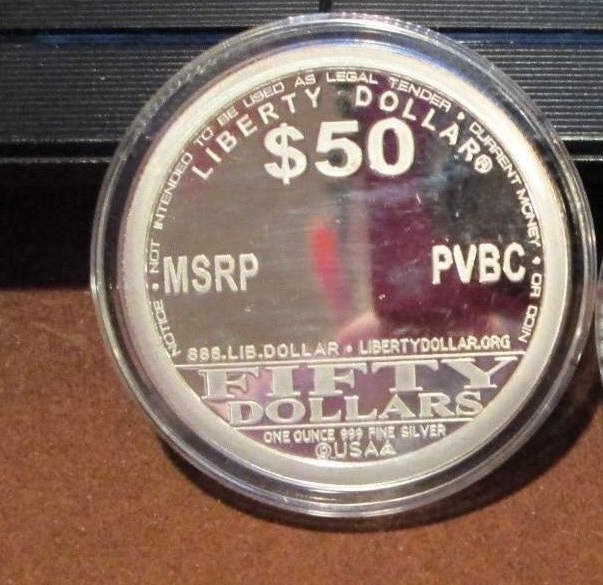 NOTICE • NOT INTENDED TO BE USED AS LEGAL TENDER • CURRENT MONEY • OR COIN
LIBERTY DOLLAR®
$50
MSRP PVBC
888.LIB.DOLLAR • LIBERTYDOLLAR.ORG
FIFTY
DOLLARS
ONE OUNCE 999 FINE SILVER
©USA